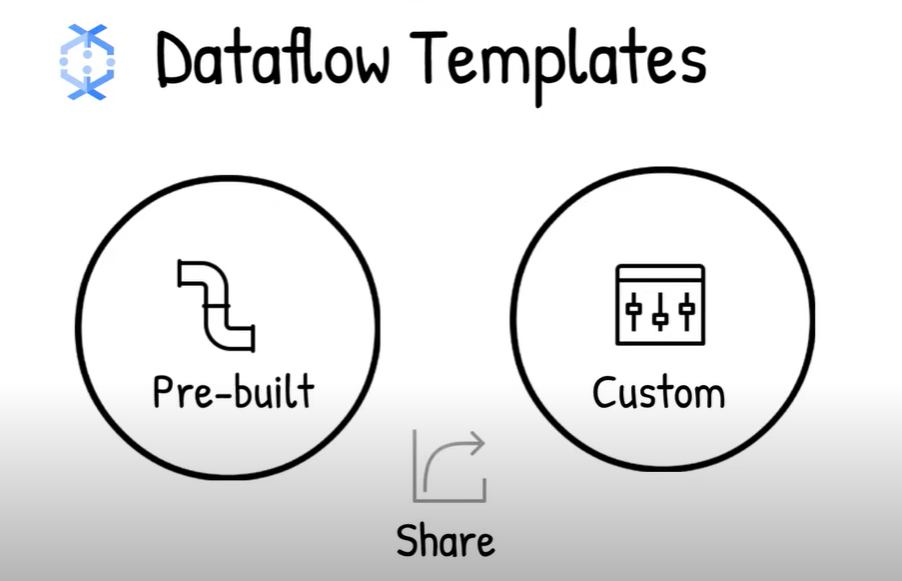 Dataflow Templates
Pre-built
Custom
Share